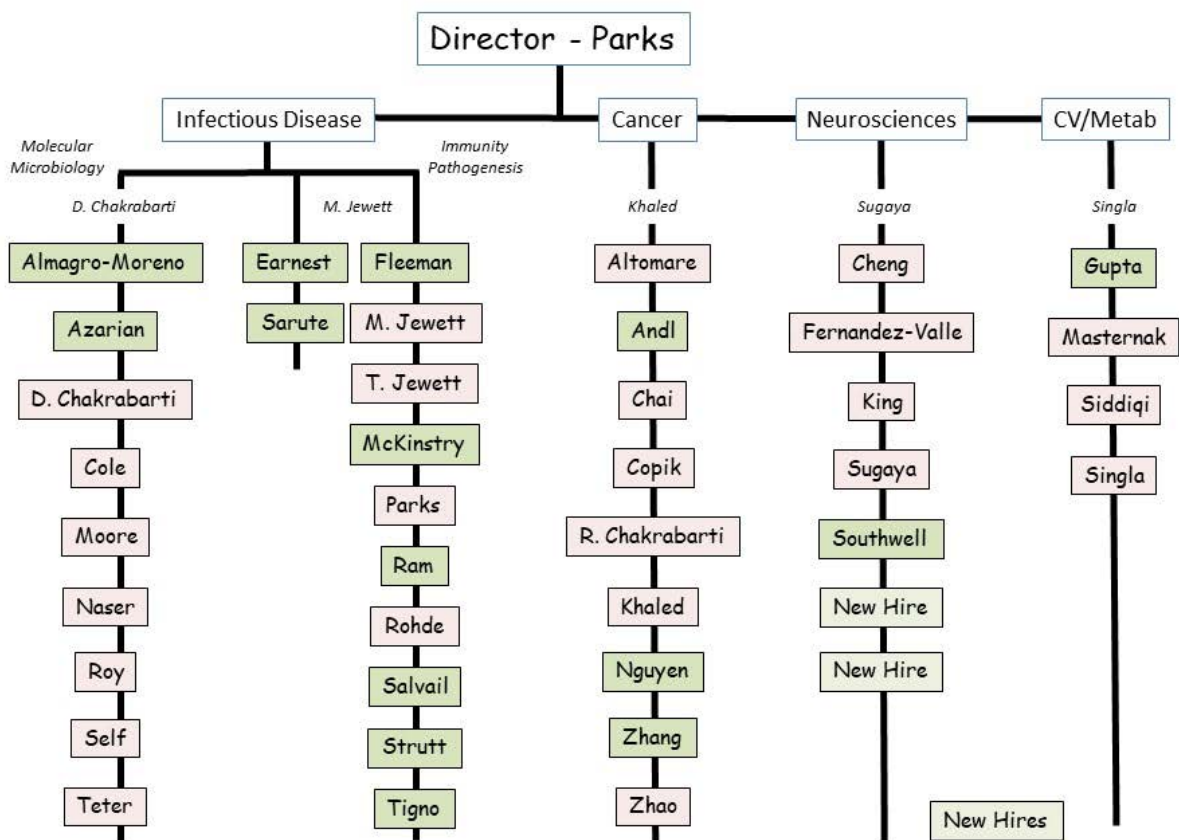 Director - Parks
Infectious Disease
Cancer
Neurosciences
CV/Metab
Molecular
Microbiology
Immunity
Pathogenesis
D. Chakrabarti
M. Jewett
Khaled
Sugaya
Singla
Almagro-Moreno
Azarian
D. Chakrabarti
Cole
Moore
Naser
Roy
Self
Teter
Earnest
Sarute
Fleeman
M. Jewett
T. Jewett
McKinstry
Parks
Ram
Rohde
Salvail
Strutt
Tigno
Altomare
Andl
Chai
Copik
R. Chakrabarti
Khaled
Nguyen
Zhang
Zhao
Cheng
Fernandez-Valle
King
Sugaya
Southwell
New Hire
New Hire
Gupta
Masternak
Siddiqi
Singla
New Hires